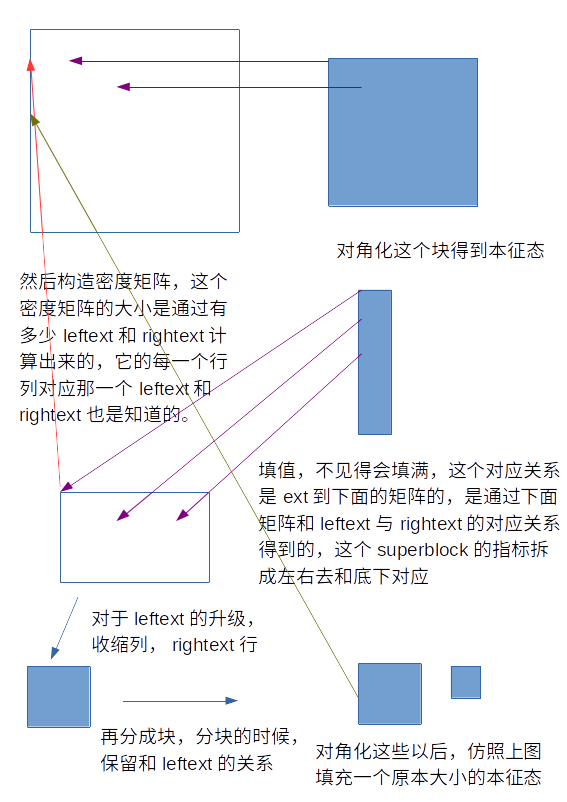 对角化这个块得到本征态
然后构造密度矩阵，这个
密度矩阵的大小是通过有
多少 leftext 和 rightext 计
算出来的，它的每一个行
列对应那一个 leftext 和
rightext 也是知道的。
填值，不见得会填满，这个对应关系
是 ext 到下面的矩阵的，是通过下面
矩阵和 leftext 与 rightext 的对应关系
得到的，这个 superblock 的指标拆
成左右去和底下对应
对于 leftext 的升级，
收缩列， rightext 行
再分成块，分块的时候，
保留和 leftext 的关系
对角化这些以后，仿照上图
填充一个原本大小的本征态